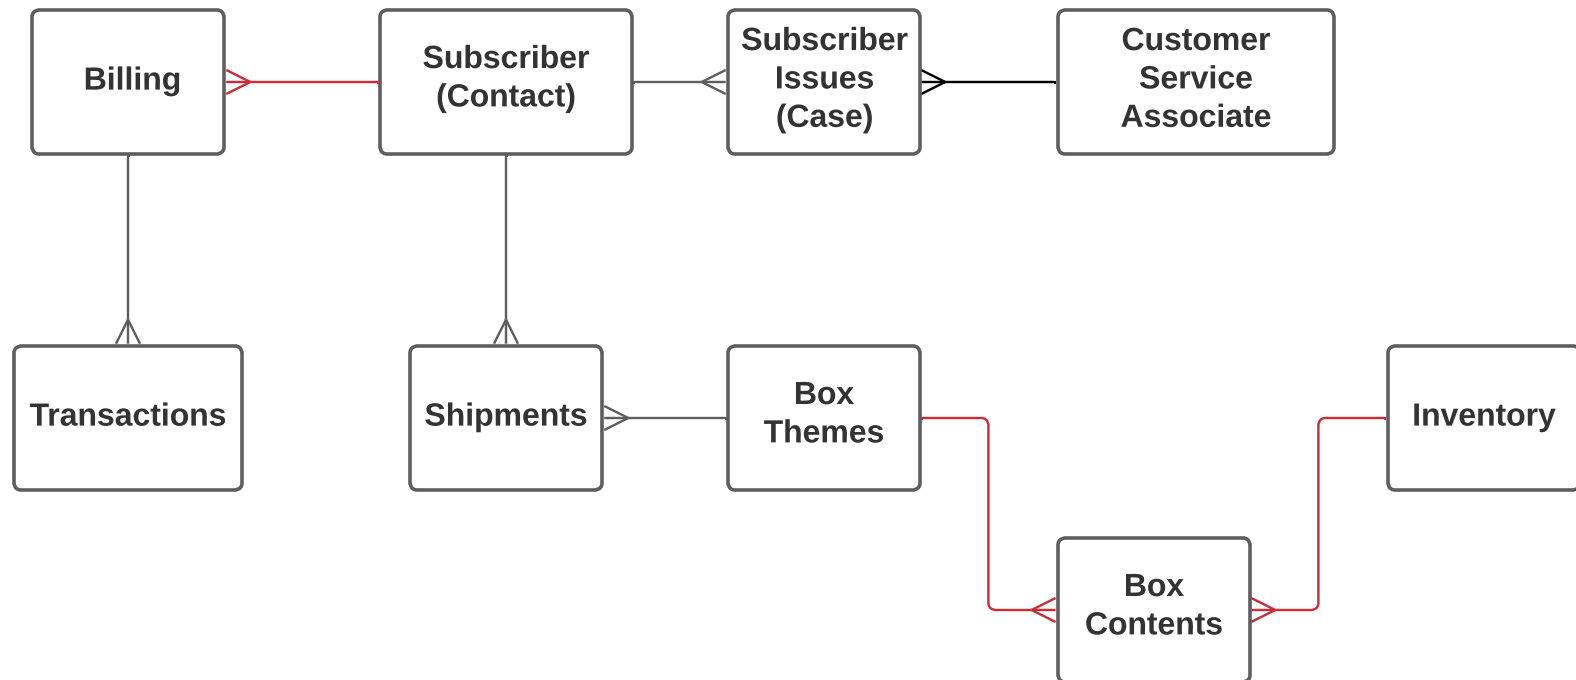 Billing
Subscriber
(Contact)
Subscriber
Issues
(Case)
Customer
Service
Associate
Transactions
Shipments
Box
Themes
Inventory
Box
Contents